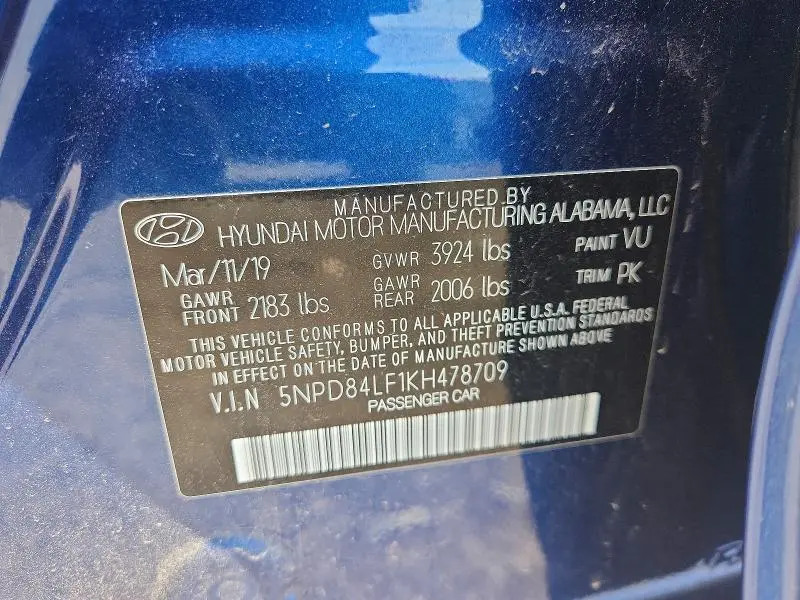 MANUFACTURED BY
HYUNDAI MOTOR MANUFACTURING ALABAMA, LLC
Mar/11/19 GVWR 3924 lbs PAINT VU
GAWR FRONT 2183 lbs GAWR REAR 2006 lbs TRIM PK
THIS VEHICLE CONFORMS TO ALL APPLICABLE U.S.A. FEDERAL
MOTOR VEHICLE SAFETY, BUMPER, AND THEFT PREVENTION STANDARDS
IN EFFECT ON THE DATE OF MANUFACTURE SHOWN ABOVE
V.I.N 5NPD84LF1KH478709
PASSENGER CAR